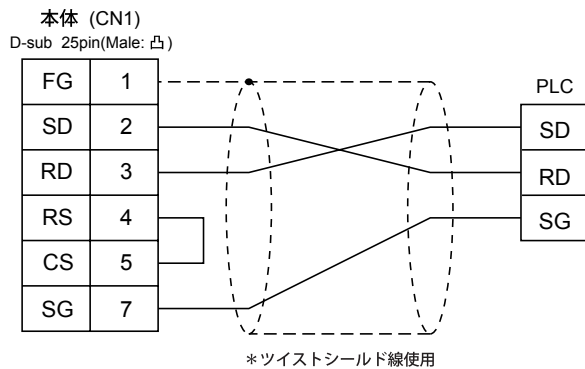 本体 (CN1)
D-sub 25pin(Male: 凸)
FG 1
SD 2
RD 3
RS 4
CS 5
SG 7
PLC
SD
RD
SG
*ツイストシールド線使用